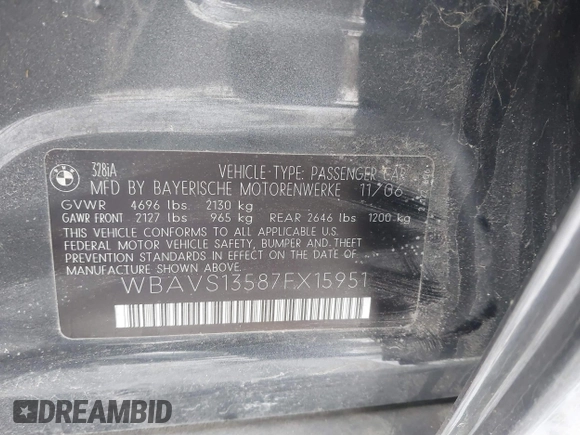 BMW
328iA
VEHICLE-TYPE: PASSENGER CAR
MFD BY BAYERISCHE MOTORENWERKE 11/06
GVWR 4696 lbs. 2130 kg
GAWR FRONT 2127 lbs 965 kg REAR 2646 lbs 1200 kg
THIS VEHICLE CONFORMS TO ALL U.S.
FEDERAL MOTOR VEHICLE SAFETY, BUMPER AND THEFT
PREVENTION STANDARDS IN EFFECT ON THE DATE OF
MANUFACTURE SHOWN ABOVE.
WBAVS13587FX15951
DREAMBID